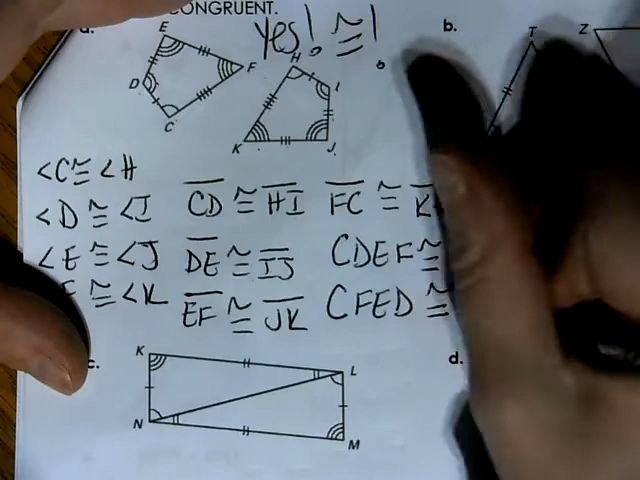 CONGRUENT.
a.
yes! ≅!
b.
E
T
Z
F
H
D
I
C
K
J
<C ≅ <H
<D ≅ <I
CD ≅ HI
FC ≅ K
<E ≅ <J
DE ≅ IJ
CDEF ≅
≅ <K
EF ≅ JK
CFED ≅
c.
K
L
d.
N
M